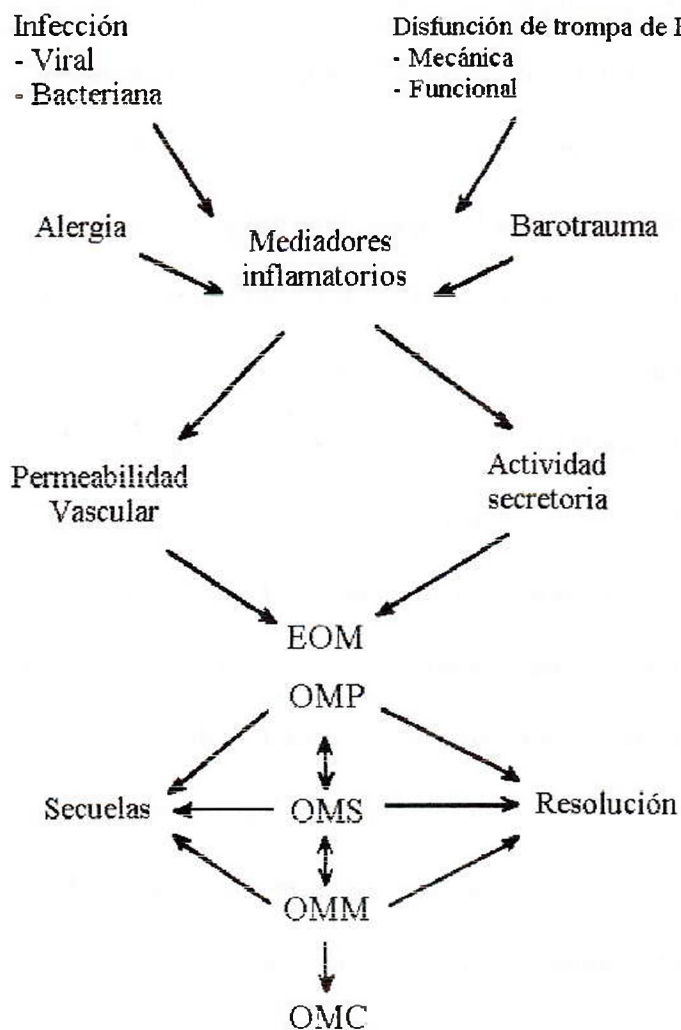 Infección
- Viral
- Bacteriana
Disfunción de trompa de
- Mecánica
- Funcional
Alergia
Mediadores
inflamatorios
Barotrauma
Permeabilidad
Vascular
Actividad
secretoria
EOM
OMP
Secuelas
OMS
Resolución
OMM
OMC